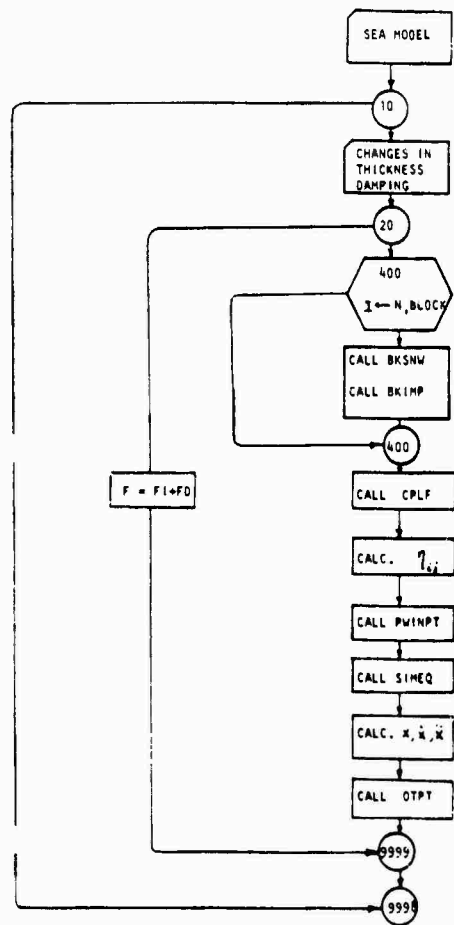 SEA MODEL
10
CHANGES IN
THICKNESS
DAMPING
20
400
I ← N, BLOCK
CALL BKSNW
CALL BKIMP
400
F = FI+FD
CALL CPLF
CALC. ηij
CALL PWINPT
CALL SIMEQ
CALC. x, ẋ, ẍ
CALL OTPT
9999
9998